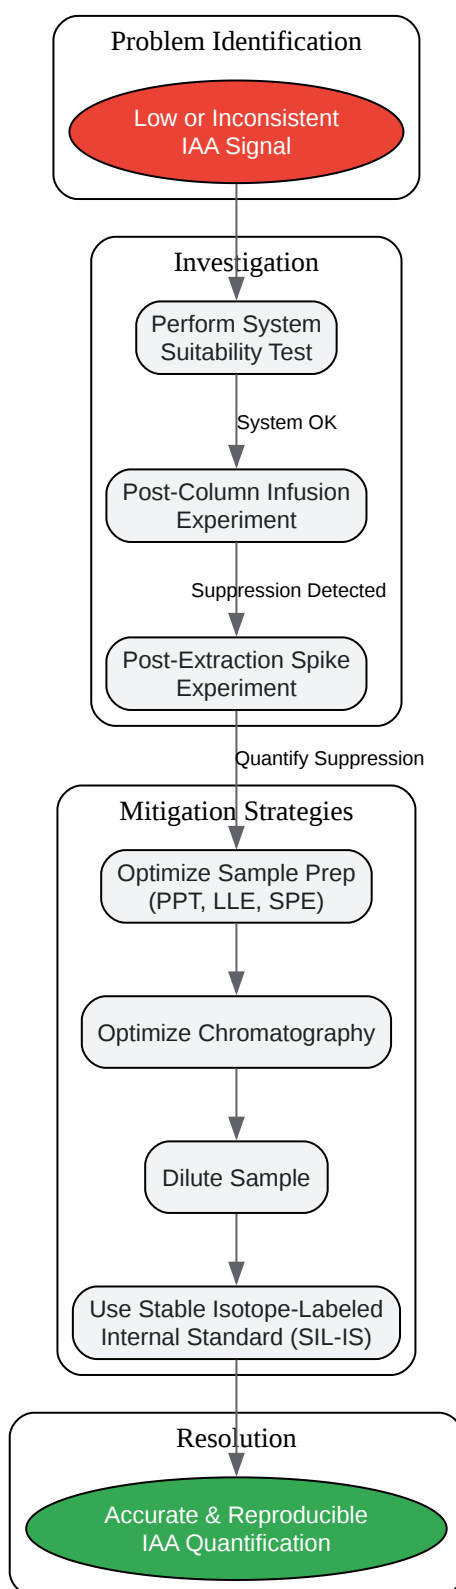 Problem Identification
Low or Inconsistent
IAA Signal
Investigation
Perform System
Suitability Test
System OK
Post-Column Infusion
Experiment
Suppression Detected
Post-Extraction Spike
Experiment
Quantify Suppression
Mitigation Strategies
Optimize Sample Prep
(PPT, LLE, SPE)
Optimize Chromatography
Dilute Sample
Use Stable Isotope-Labeled
Internal Standard (SIL-IS)
Resolution
Accurate & Reproducible
IAA Quantification